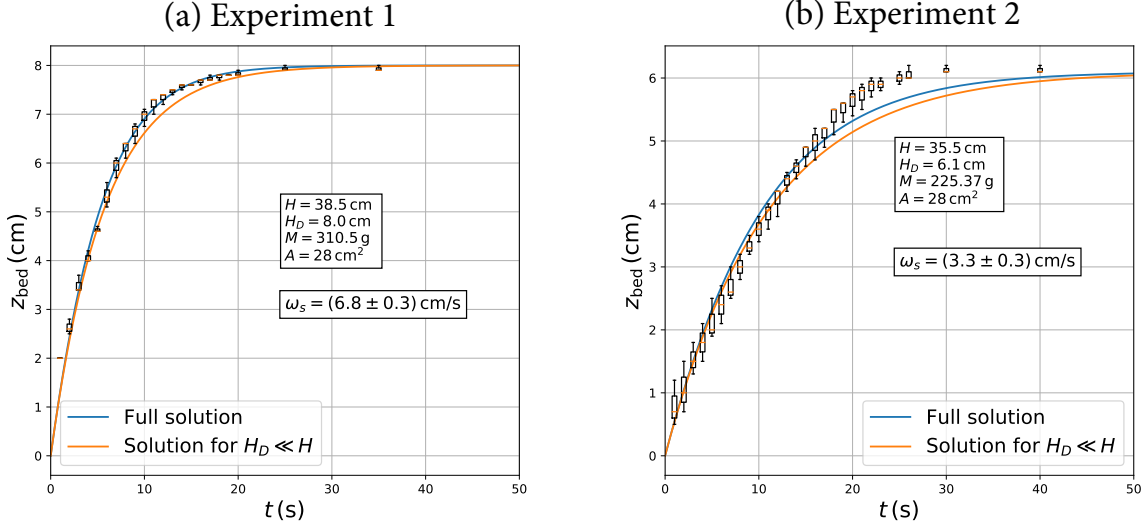 (a) Experiment 1
8
7
6
5
4
3
2
1
0
z_bed (cm)
H = 38.5 cm
H_D = 8.0 cm
M = 310.5 g
A = 28 cm²
ω_s = (6.8 ± 0.3) cm/s
Full solution
Solution for H_D ≪ H
0 10 20 30 40 50
t (s)
(b) Experiment 2
6
5
4
3
2
1
0
z_bed (cm)
H = 35.5 cm
H_D = 6.1 cm
M = 225.37 g
A = 28 cm²
ω_s = (3.3 ± 0.3) cm/s
Full solution
Solution for H_D ≪ H
0 10 20 30 40 50
t (s)